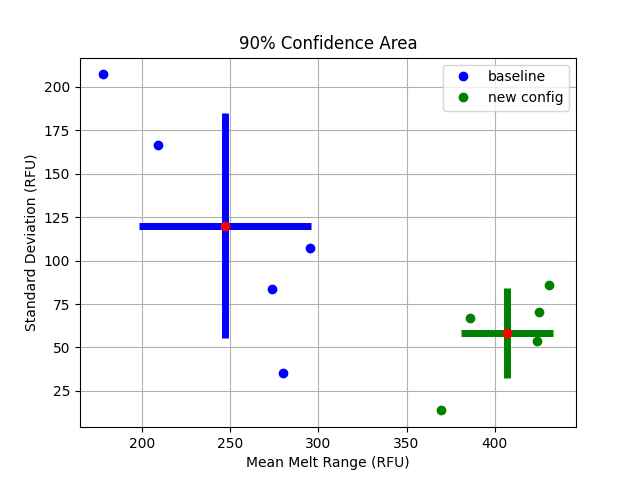 90% Confidence Area
baseline
new config
200
175
150
125
100
75
50
25
Standard Deviation (RFU)
200 250 300 350 400
Mean Melt Range (RFU)